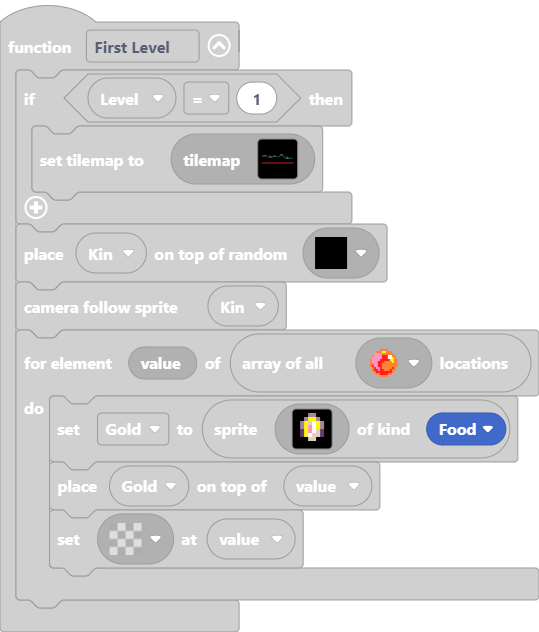 function First Level
if Level = 1 then
set tilemap to tilemap
place Kin on top of random
camera follow sprite Kin
for element value of array of all locations
do
set Gold to sprite of kind Food
place Gold on top of value
set at value